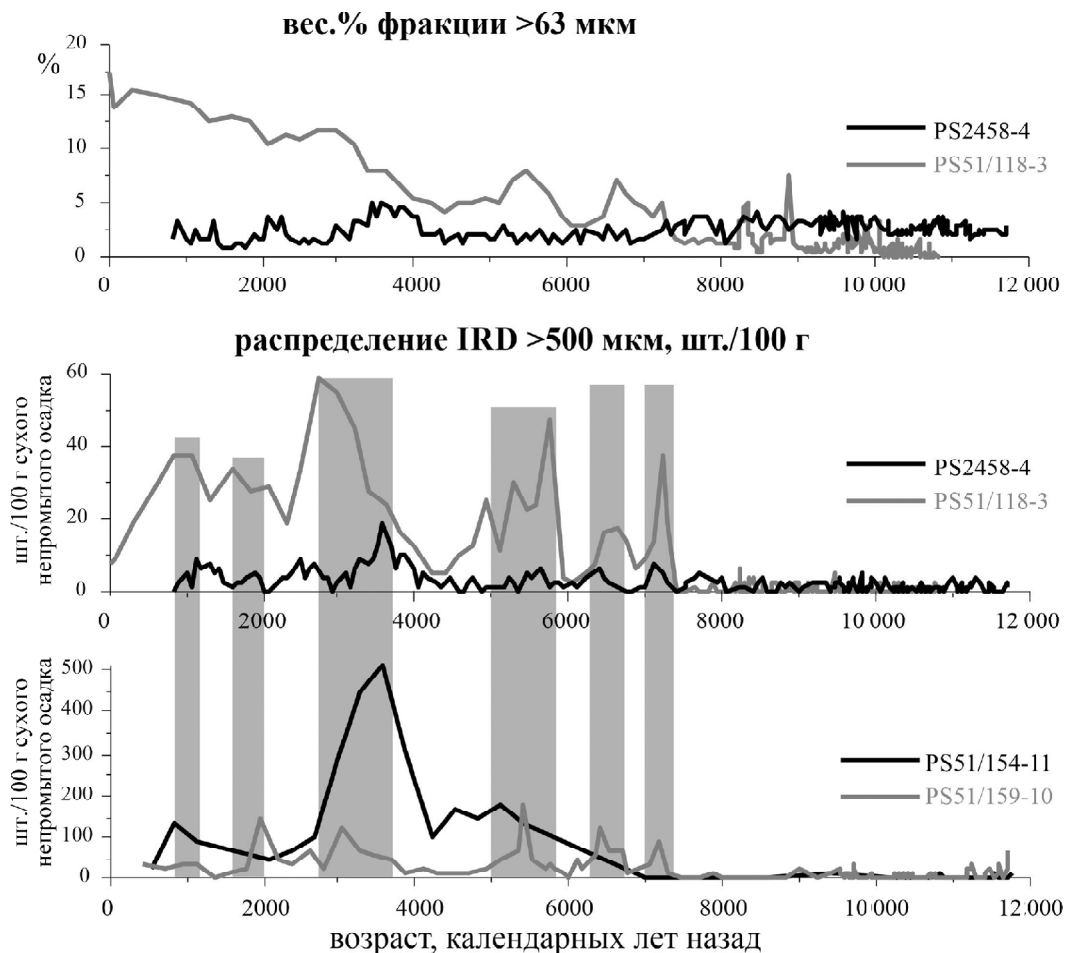 вес.% фракции >63 мкм
%
20
15
10
5
0
PS2458-4
PS51/118-3
0 2000 4000 6000 8000 10 000 12 000
распределение IRD >500 мкм, шт./100 г
шт./100 г сухого
непромытого осадка
60
40
20
0
PS2458-4
PS51/118-3
0 2000 4000 6000 8000 10 000 12 000
шт./100 г сухого
непромытого осадка
500
400
300
200
100
0
PS51/154-11
PS51/159-10
0 2000 4000 6000 8000 10 000 12 000
возраст, календарных лет назад